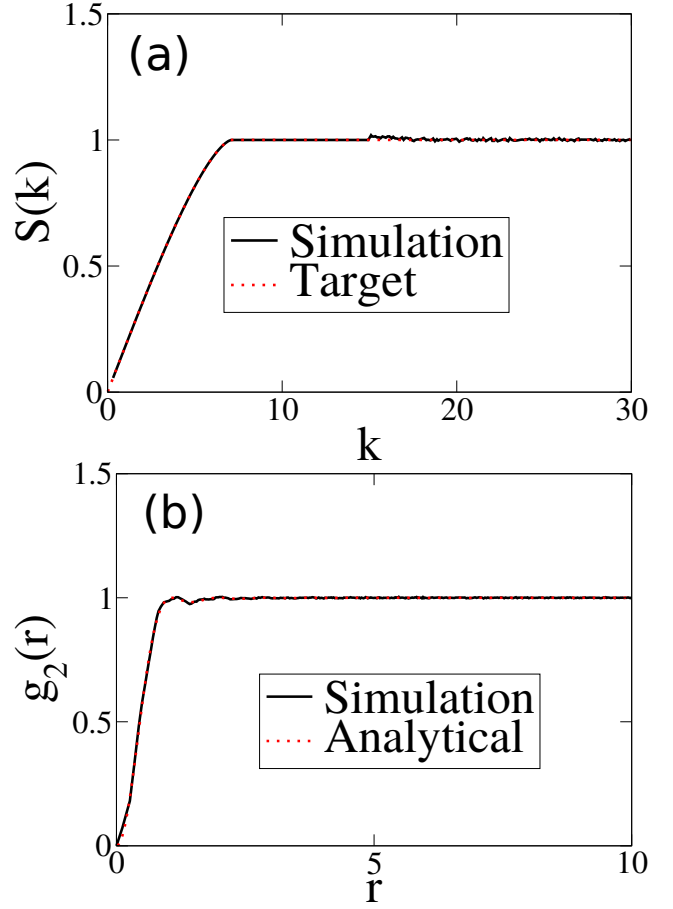 (a)
1.5
1
0.5
0
S(k)
Simulation
Target
0 10 20 30
k
(b)
1.5
1
0.5
0
g2(r)
Simulation
Analytical
0 5 10
r